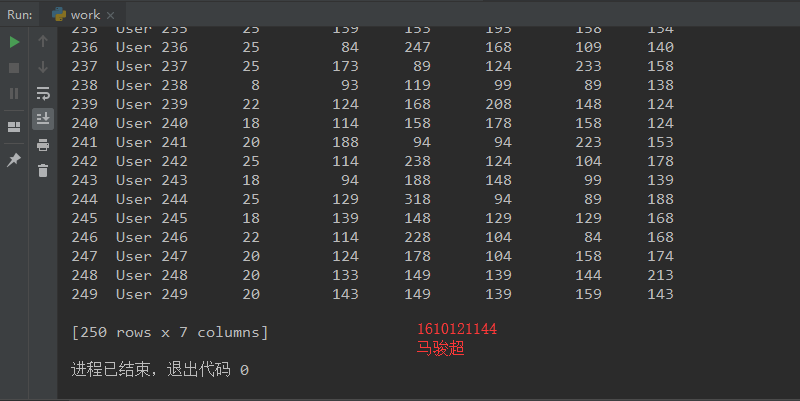 Run: work
235 User 235 25 139 153 193 158 134
236 User 236 25 84 247 168 109 140
237 User 237 25 173 89 124 233 158
238 User 238 8 93 119 99 89 138
239 User 239 22 124 168 208 148 124
240 User 240 18 114 158 178 158 124
241 User 241 20 188 94 94 223 153
242 User 242 25 114 238 124 104 178
243 User 243 18 94 188 148 99 139
244 User 244 25 129 318 94 89 188
245 User 245 18 139 148 129 129 168
246 User 246 22 114 228 104 84 168
247 User 247 20 124 178 104 158 174
248 User 248 20 133 149 139 144 213
249 User 249 20 143 149 139 159 143
[250 rows x 7 columns]
1610121144
马骏超
进程已结束，退出代码 0